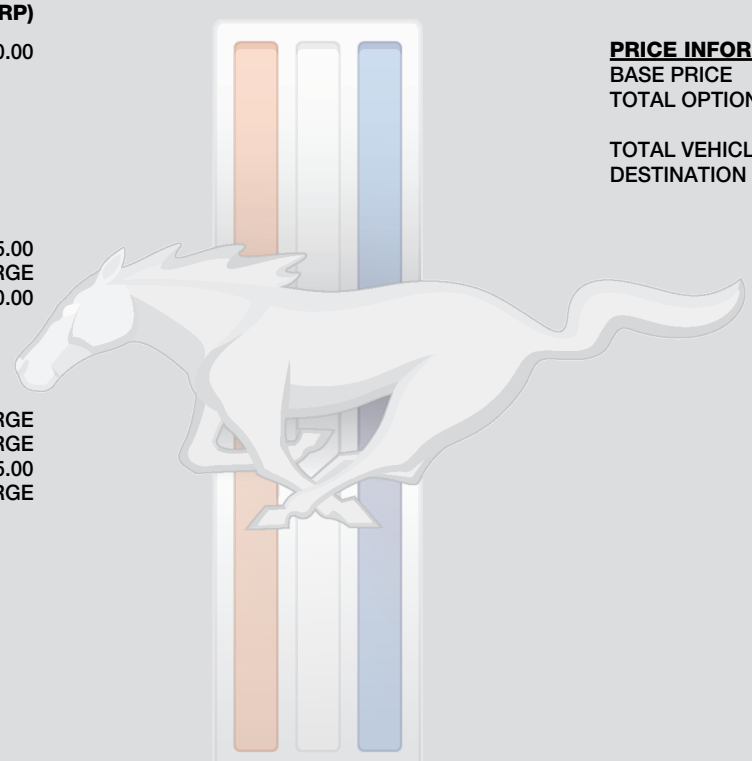 RP)
0.00
5.00
RGE
0.00
RGE
RGE
5.00
RGE
PRICE INFOR
BASE PRICE
TOTAL OPTION
TOTAL VEHICL
DESTINATION